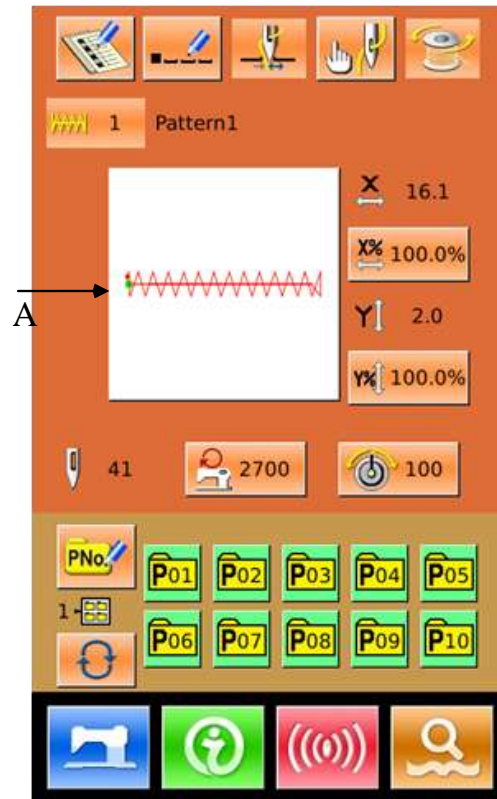 1 Pattern1
X 16.1
X% 100.0%
A
Y 2.0
Y% 100.0%
41 2700 100
PNo.
P01 P02 P03 P04 P05
1-
P06 P07 P08 P09 P10